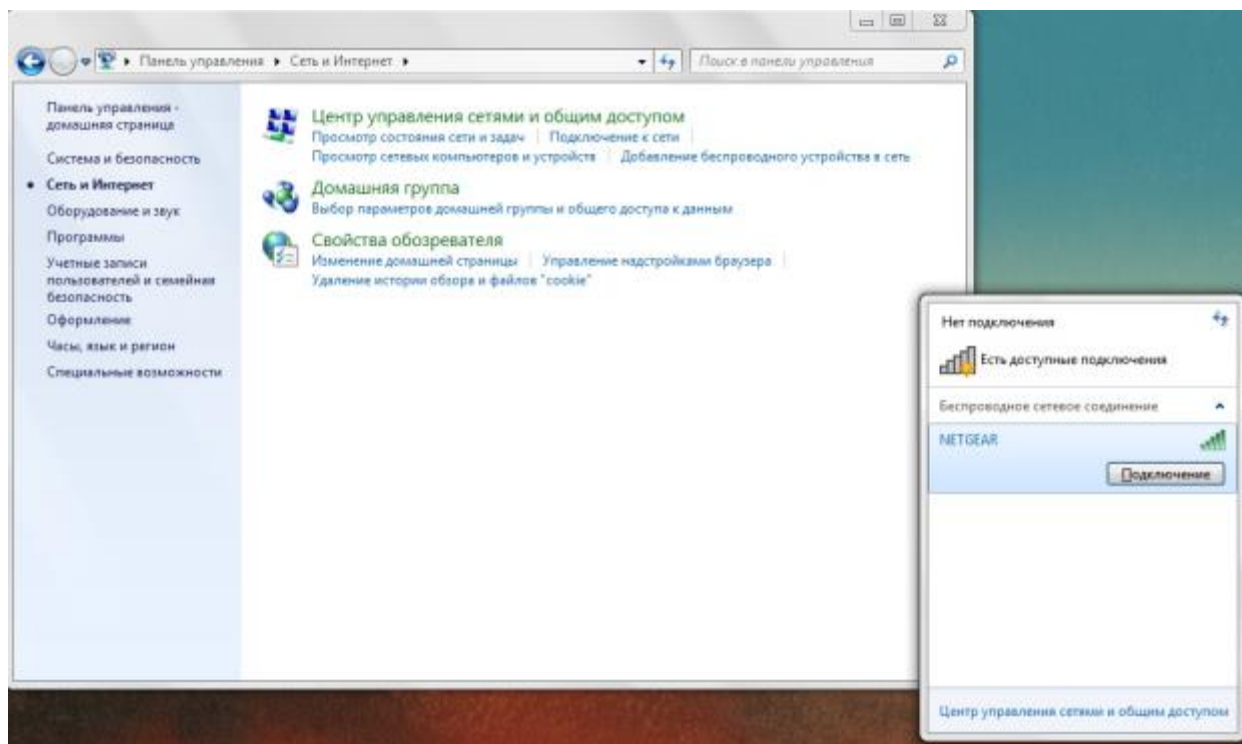 Панель управления ▸ Сеть и Интернет ▸
Поиск в панели управления
Панель управления -
домашняя страница
Система и безопасность
Сеть и Интернет
Оборудование и звук
Программы
Учетные записи
пользователей и семейная
безопасность
Оформление
Часы, язык и регион
Специальные возможности
Центр управления сетями и общим доступом
Просмотр состояния сети и задач | Подключение к сети
Просмотр сетевых компьютеров и устройств | Добавление беспроводного устройства в сеть
Домашняя группа
Выбор параметров домашней группы и общего доступа к данным
Свойства обозревателя
Изменение домашней страницы | Управление надстройками браузера
Удаление истории обзора и файлов "cookie"
Нет подключения
Есть доступные подключения
Беспроводное сетевое соединение
NETGEAR
Подключение
Центр управления сетями и общим доступом